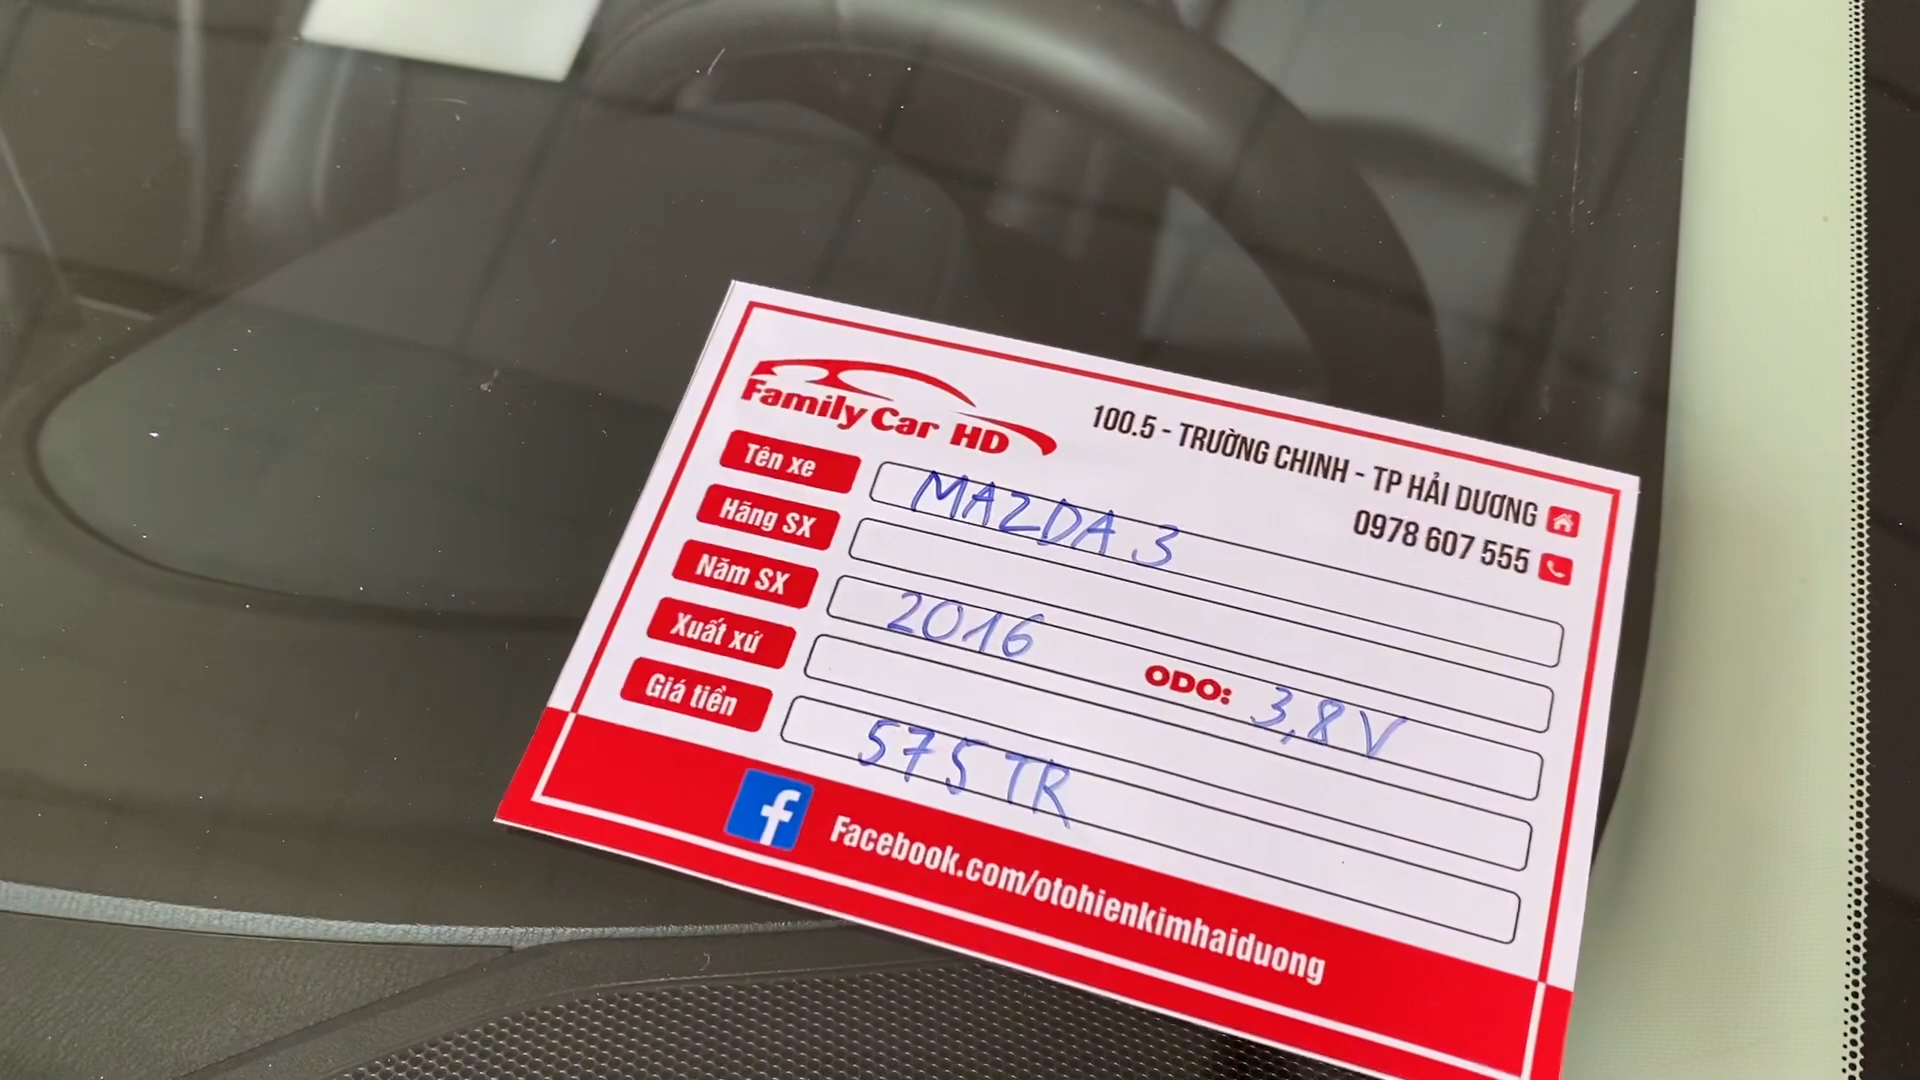 Family Car HD
100.5 - TRƯỜNG CHINH - TP HẢI DƯƠNG
0978 607 555
Tên xe MAZDA 3
Hãng SX
Năm SX 2016
Xuất xứ ODO: 3,8 V
Giá tiền 575 TR
Facebook.com/otohienkimhaiduong